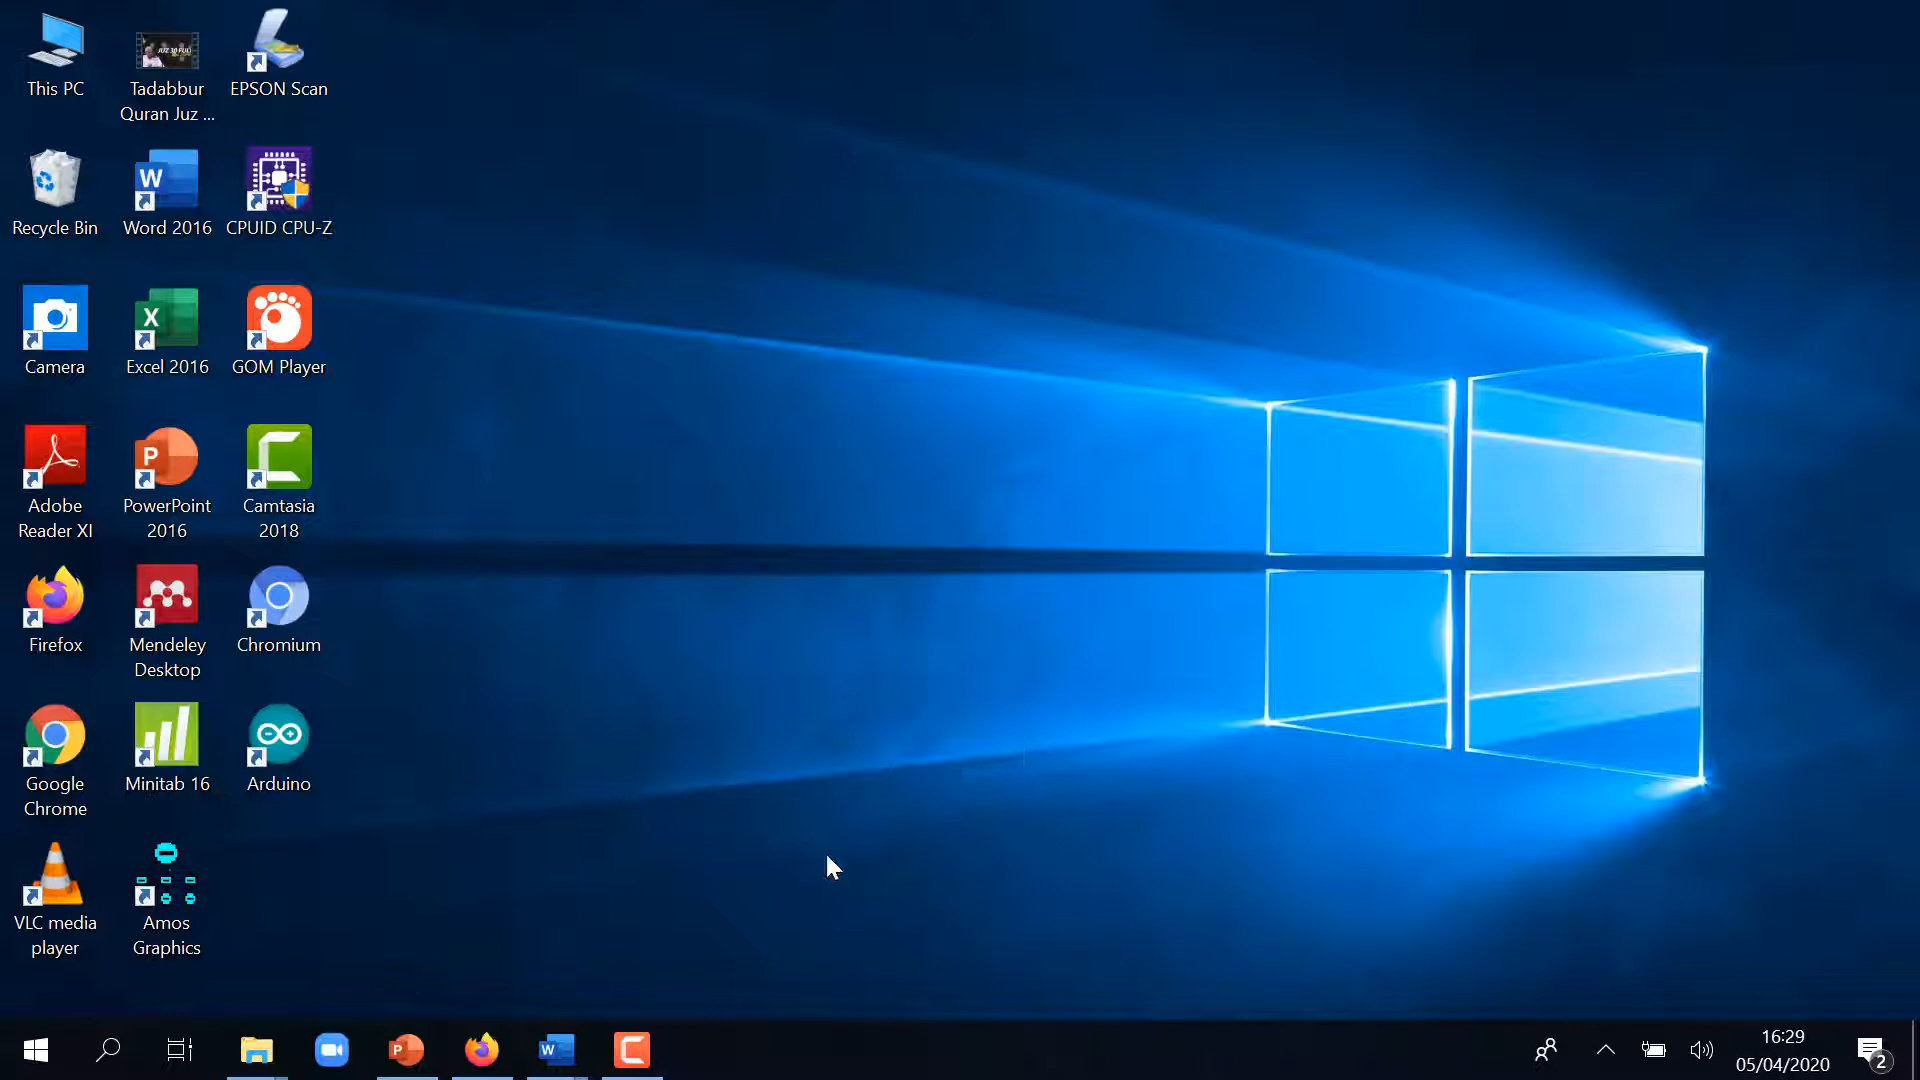 This PC
Tadabbur
Quran Juz ...
EPSON Scan
Recycle Bin
Word 2016
CPUID CPU-Z
Camera
Excel 2016
GOM Player
Adobe
Reader XI
PowerPoint
2016
Camtasia
2018
Firefox
Mendeley
Desktop
Chromium
Google
Chrome
Minitab 16
Arduino
VLC media
player
Amos
Graphics
16:29
05/04/2020
2